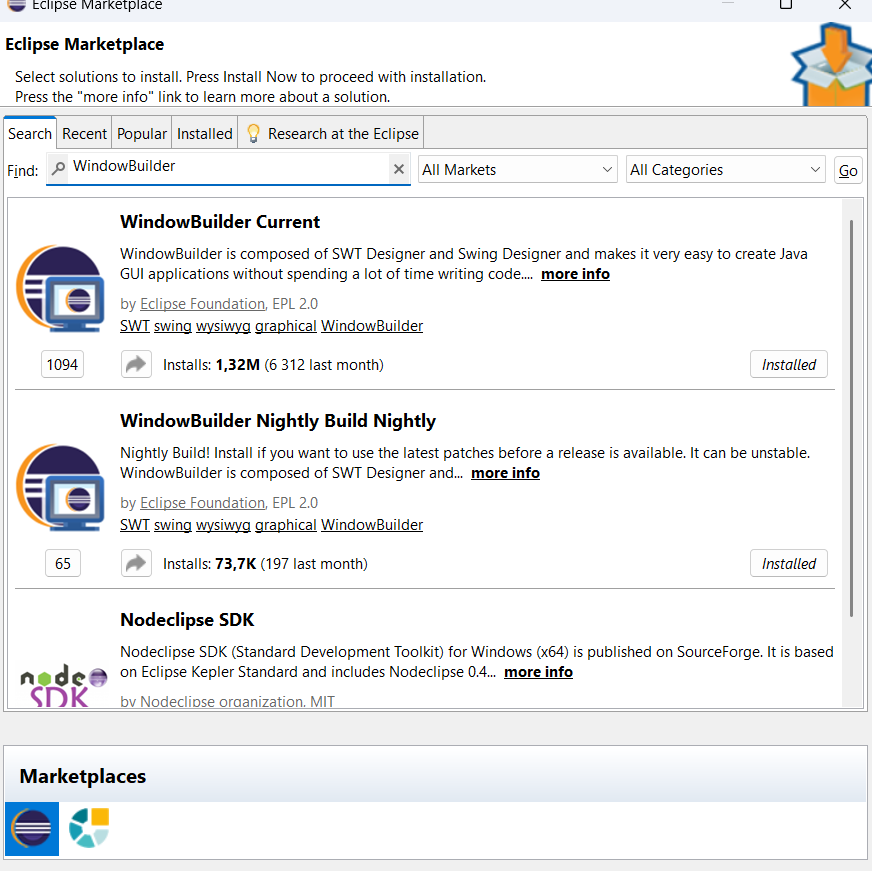 Eclipse Marketplace
Eclipse Marketplace
Select solutions to install. Press Install Now to proceed with installation.
Press the "more info" link to learn more about a solution.
Search Recent Popular Installed Research at the Eclipse
Find: WindowBuilder All Markets All Categories Go
WindowBuilder Current
WindowBuilder is composed of SWT Designer and Swing Designer and makes it very easy to create Java
GUI applications without spending a lot of time writing code.... more info
by Eclipse Foundation, EPL 2.0
SWT swing wysiwyg graphical WindowBuilder
1094 Installs: 1,32M (6 312 last month) Installed
WindowBuilder Nightly Build Nightly
Nightly Build! Install if you want to use the latest patches before a release is available. It can be unstable.
WindowBuilder is composed of SWT Designer and... more info
by Eclipse Foundation, EPL 2.0
SWT swing wysiwyg graphical WindowBuilder
65 Installs: 73,7K (197 last month) Installed
Nodeclipse SDK
Nodeclipse SDK (Standard Development Toolkit) for Windows (x64) is published on SourceForge. It is based
on Eclipse Kepler Standard and includes Nodeclipse 0.4... more info
node
SDK
by Nodeclipse organization, MIT
Marketplaces